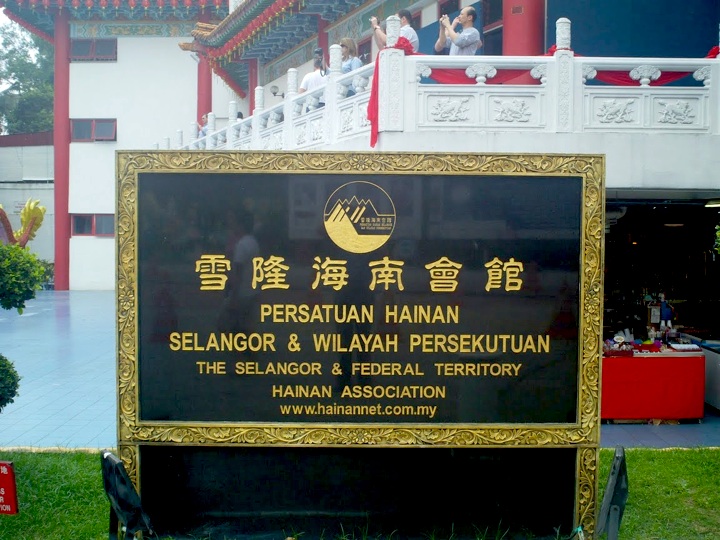 雪隆海南會館
PERSATUAN HAINAN
SELANGOR & WILAYAH PERSEKUTUAN
THE SELANGOR & FEDERAL TERRITORY
HAINAN ASSOCIATION
www.hainannet.com.my